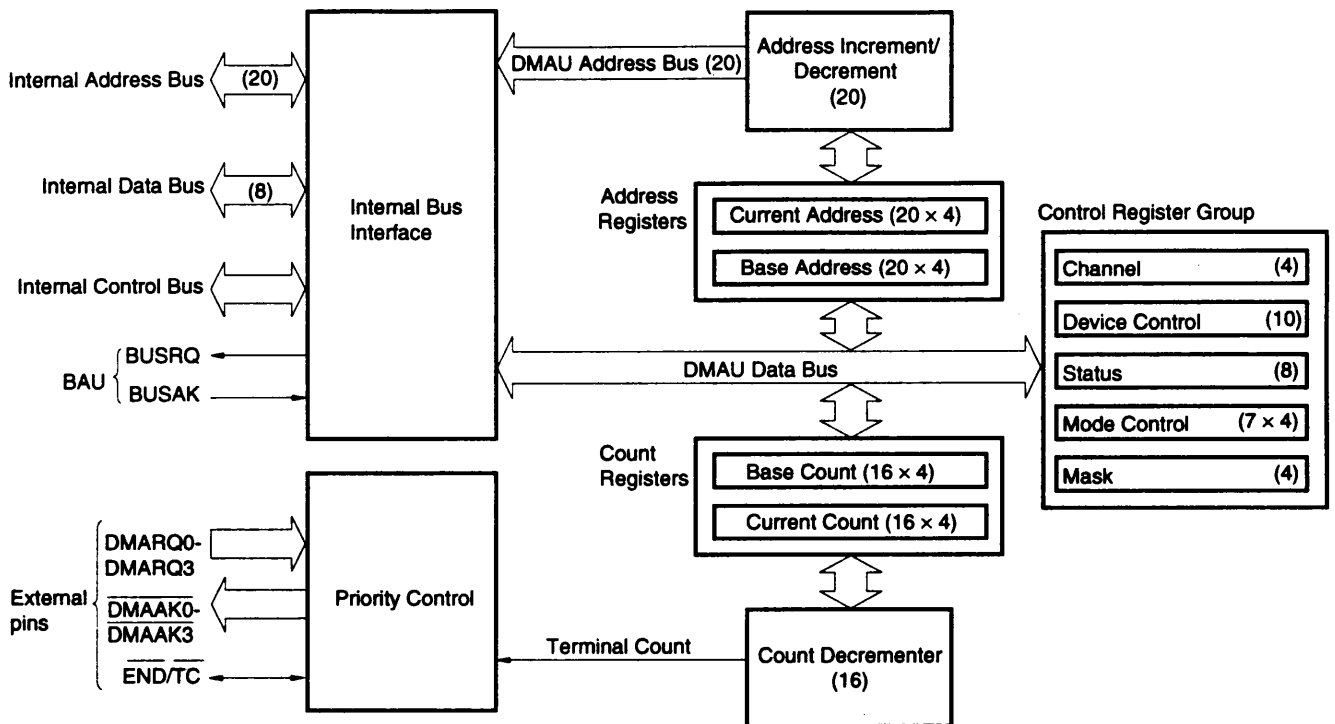 Internal Address Bus
(20)
Internal Data Bus
(8)
Internal Control Bus
BAU
BUSRQ
BUSAK
Internal Bus
Interface
DMAU Address Bus (20)
Address Increment/
Decrement
(20)
Address
Registers
Current Address (20 × 4)
Base Address (20 × 4)
DMAU Data Bus
Control Register Group
Channel (4)
Device Control (10)
Status (8)
Mode Control (7 × 4)
Mask (4)
Count
Registers
Base Count (16 × 4)
Current Count (16 × 4)
External
pins
DMARQ0-
DMARQ3
DMAAK0-
DMAAK3
END/TC
Priority Control
Terminal Count
Count Decrementer
(16)